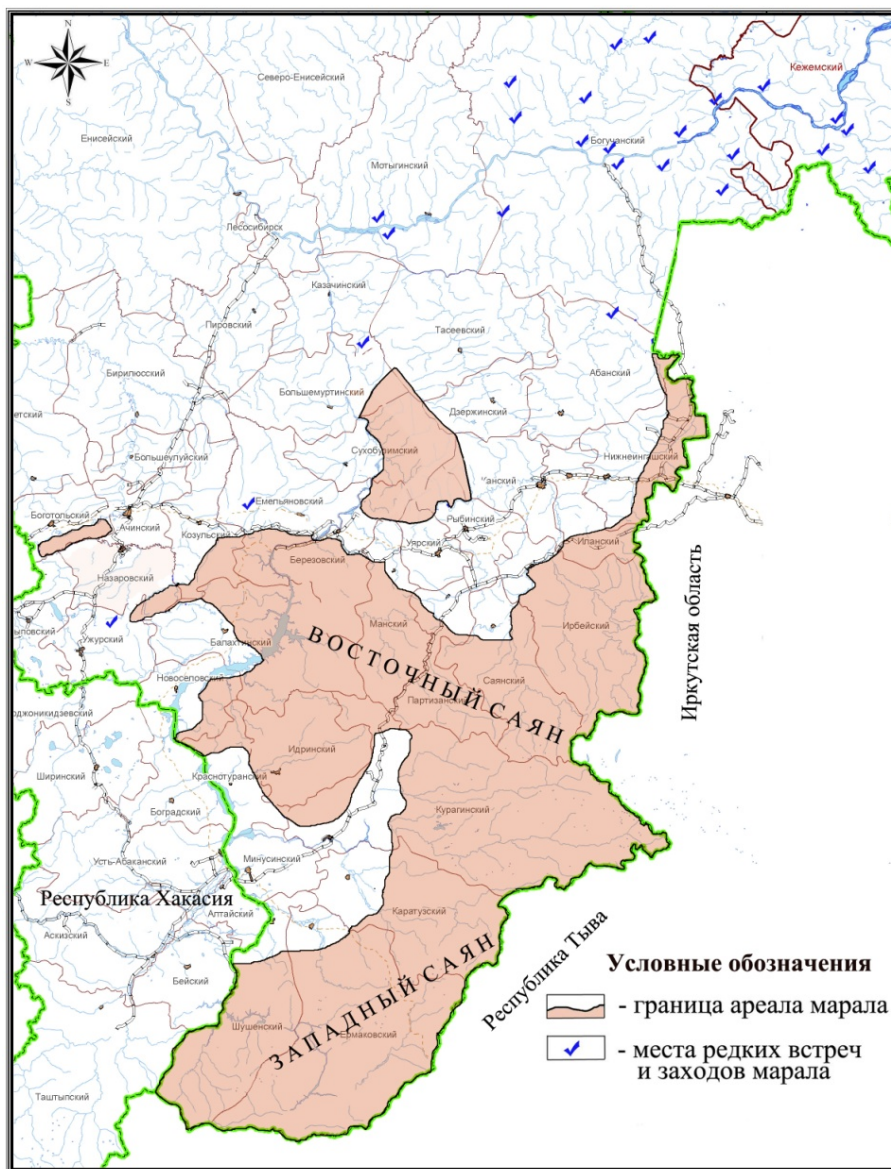 N
W E
S
Северо-Енисейский
Кежемский
Енисейский
Богучанский
Мотыгинский
Лесосибирск
Казачинский
Пировский
Тасеевский
Бирилюсский
Абанский
Большемуртинский
Дзержинский
Большеулуйский
Сухобузимский
Нижнеингашский
Канский
Емельяновский
Боготольский
Ачинский
Рыбинский
Козульский
Уярский
Иланский
Березовский
Назаровский
Ирбейский
Манский
Ужурский
Балахтинский
ВОСТОЧНЫЙ САЯН
Саянский
Новоселовский
Партизанский
Иркутская область
Идринский
Ширинский
Краснотуранский
Курагинский
Боградский
Усть-Абаканский
Минусинский
Республика Хакасия
Алтайский
Каратузский
Аскизский
Бейский
ЗАПАДНЫЙ САЯН
Республика Тыва
Шушенский
Ермаковский
Таштыпский
Условные обозначения
- граница ареала марала
- места редких встреч
и заходов марала